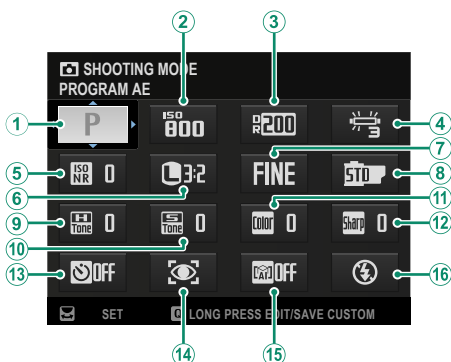 ② ③
SHOOTING MODE
PROGRAM AE
① P ISO 800 DR 200 3 ④
⑦
⑤ ISO NR 0 L 3:2 FINE STD ⑧
⑥
⑨ H Tone 0 S Tone 0 Color 0 Sharp 0 ⑫
⑩ ⑪
⑬ OFF AF OFF ⑯
SET Q LONG PRESS EDIT/SAVE CUSTOM
⑭ ⑮